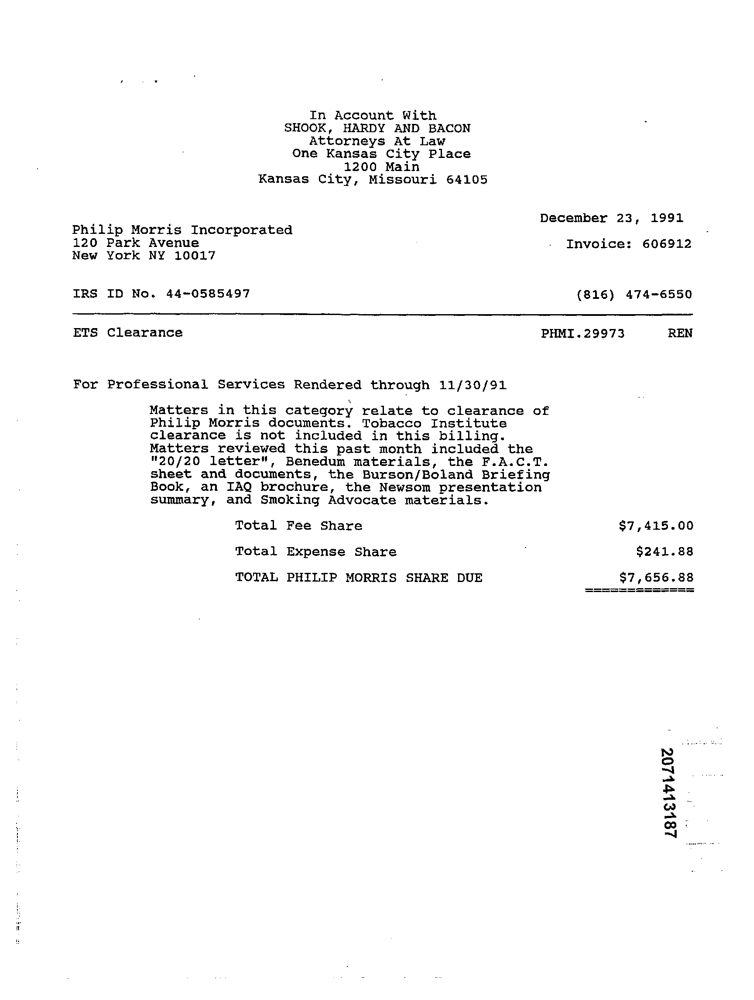 In Account With
SHOOK, HARDY AND BACON
Attorneys At Law
One Kansas City Place
1200 Main
Kansas City, Missouri 64105
December 23, 1991
Philip Morris Incorporated
120 Park Avenue
New York NY 10017
Invoice: 606912
IRS ID No. 44-0585497
(816) 474-6550
ETS Clearance
PHMI.29973 REN
For Professional Services Rendered through 11/30/91
Matters in this category relate to clearance of
Philip Morris documents. Tobacco Institute
clearance is not included in this billing.
Matters reviewed this past month included the
"20/20 letter", Benedum materials, the F.A.C.T.
sheet and documents, the Burson/Boland Briefing
Book, an IAQ brochure, the Newsom presentation
summary, and Smoking Advocate materials.
Total Fee Share $7,415.00
Total Expense Share $241.88
TOTAL PHILIP MORRIS SHARE DUE $7,656.88
=============
2071413187